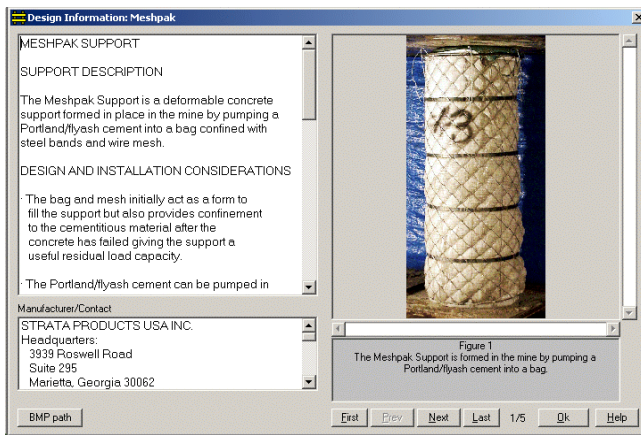 Design Information: Meshpak
MESHPAK SUPPORT
SUPPORT DESCRIPTION
The Meshpak Support is a deformable concrete
support formed in place in the mine by pumping a
Portland/flyash cement into a bag confined with
steel bands and wire mesh.
DESIGN AND INSTALLATION CONSIDERATIONS
· The bag and mesh initially act as a form to
fill the support but also provides confinement
to the cementitious material after the
concrete has failed giving the support a
useful residual load capacity.
· The Portland/flyash cement can be pumped in
Manufacturer/Contact
STRATA PRODUCTS USA INC.
Headquarters:
3939 Roswell Road
Suite 295
Marietta, Georgia 30062
BMP path
#3
Figure 1
The Meshpak Support is formed in the mine by pumping a
Portland/flyash cement into a bag.
First Prev Next Last 1/5 Ok Help